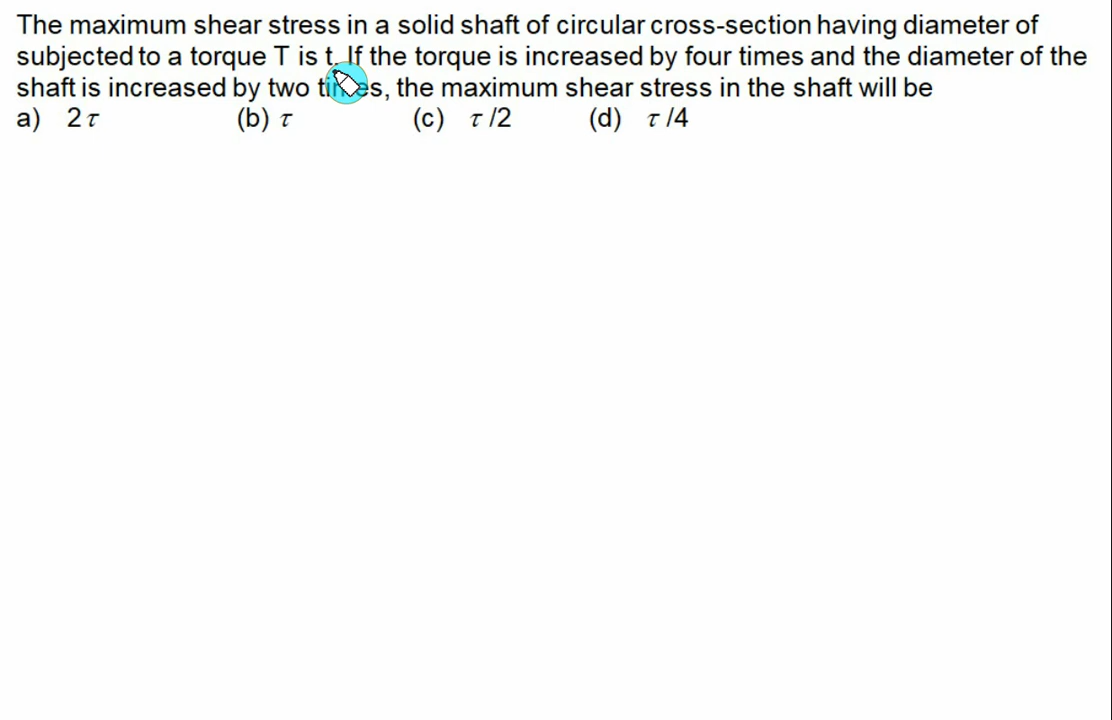 The maximum shear stress in a solid shaft of circular cross-section having diameter of
subjected to a torque T is t. If the torque is increased by four times and the diameter of the
shaft is increased by two times, the maximum shear stress in the shaft will be
a) 2τ (b) τ (c) τ /2 (d) τ /4